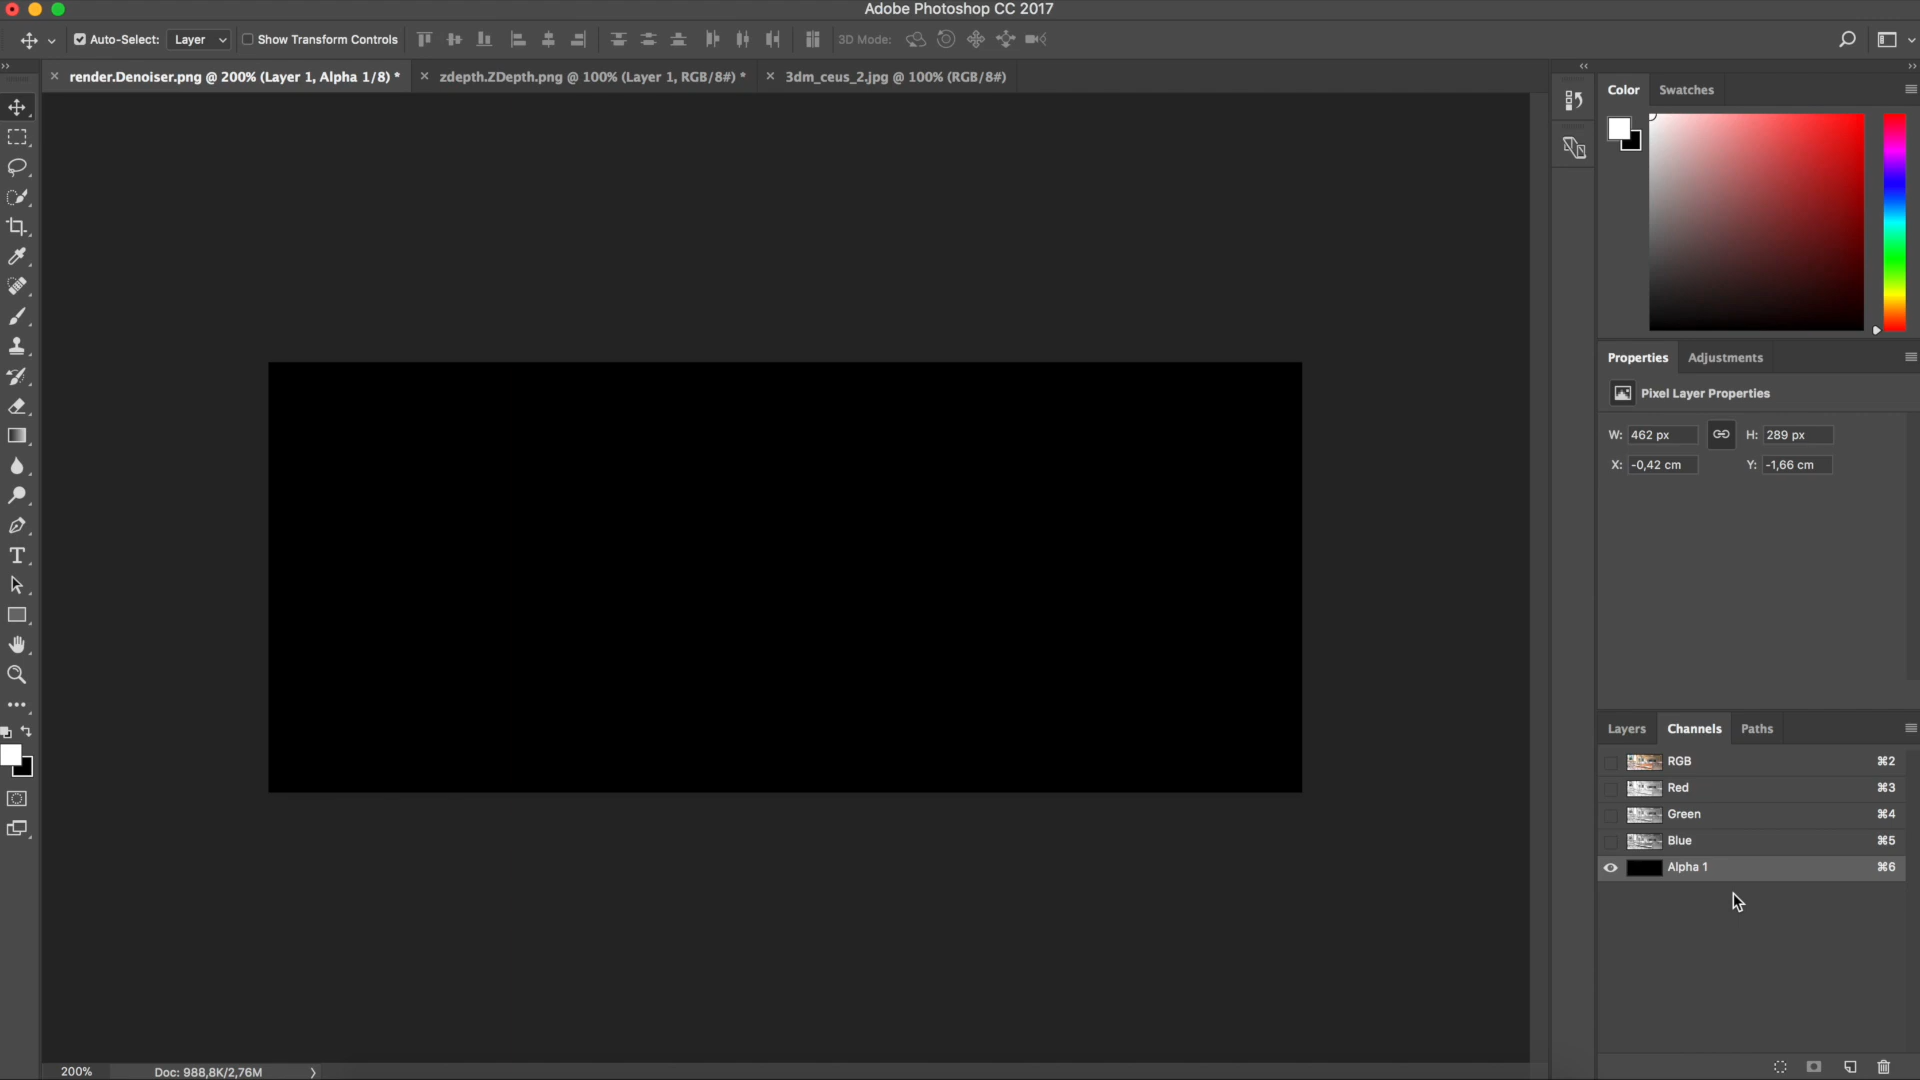 Adobe Photoshop CC 2017
Auto-Select: Layer Show Transform Controls 3D Mode:
render.Denoiser.png @ 200% (Layer 1, Alpha 1/8) * zdepth.ZDepth.png @ 100% (Layer 1, RGB/8#) * 3dm_ceus_2.jpg @ 100% (RGB/8#)
Color Swatches
Properties Adjustments
Pixel Layer Properties
W: 462 px H: 289 px
X: -0,42 cm Y: -1,66 cm
Layers Channels Paths
RGB ⌘2
Red ⌘3
Green ⌘4
Blue ⌘5
Alpha 1 ⌘6
200% Doc: 988,8K/2,76M